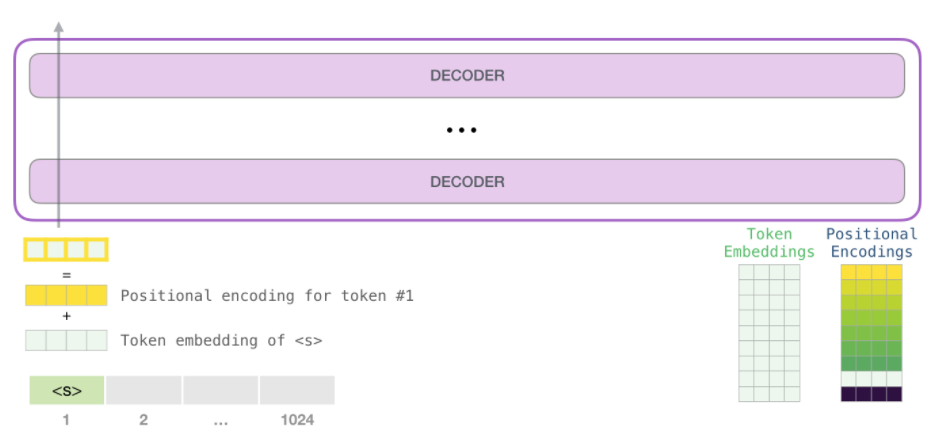 DECODER
...
DECODER
Token Embeddings
Positional Encodings
=
Positional encoding for token #1
+
Token embedding of <s>
<s>
1 2 ... 1024